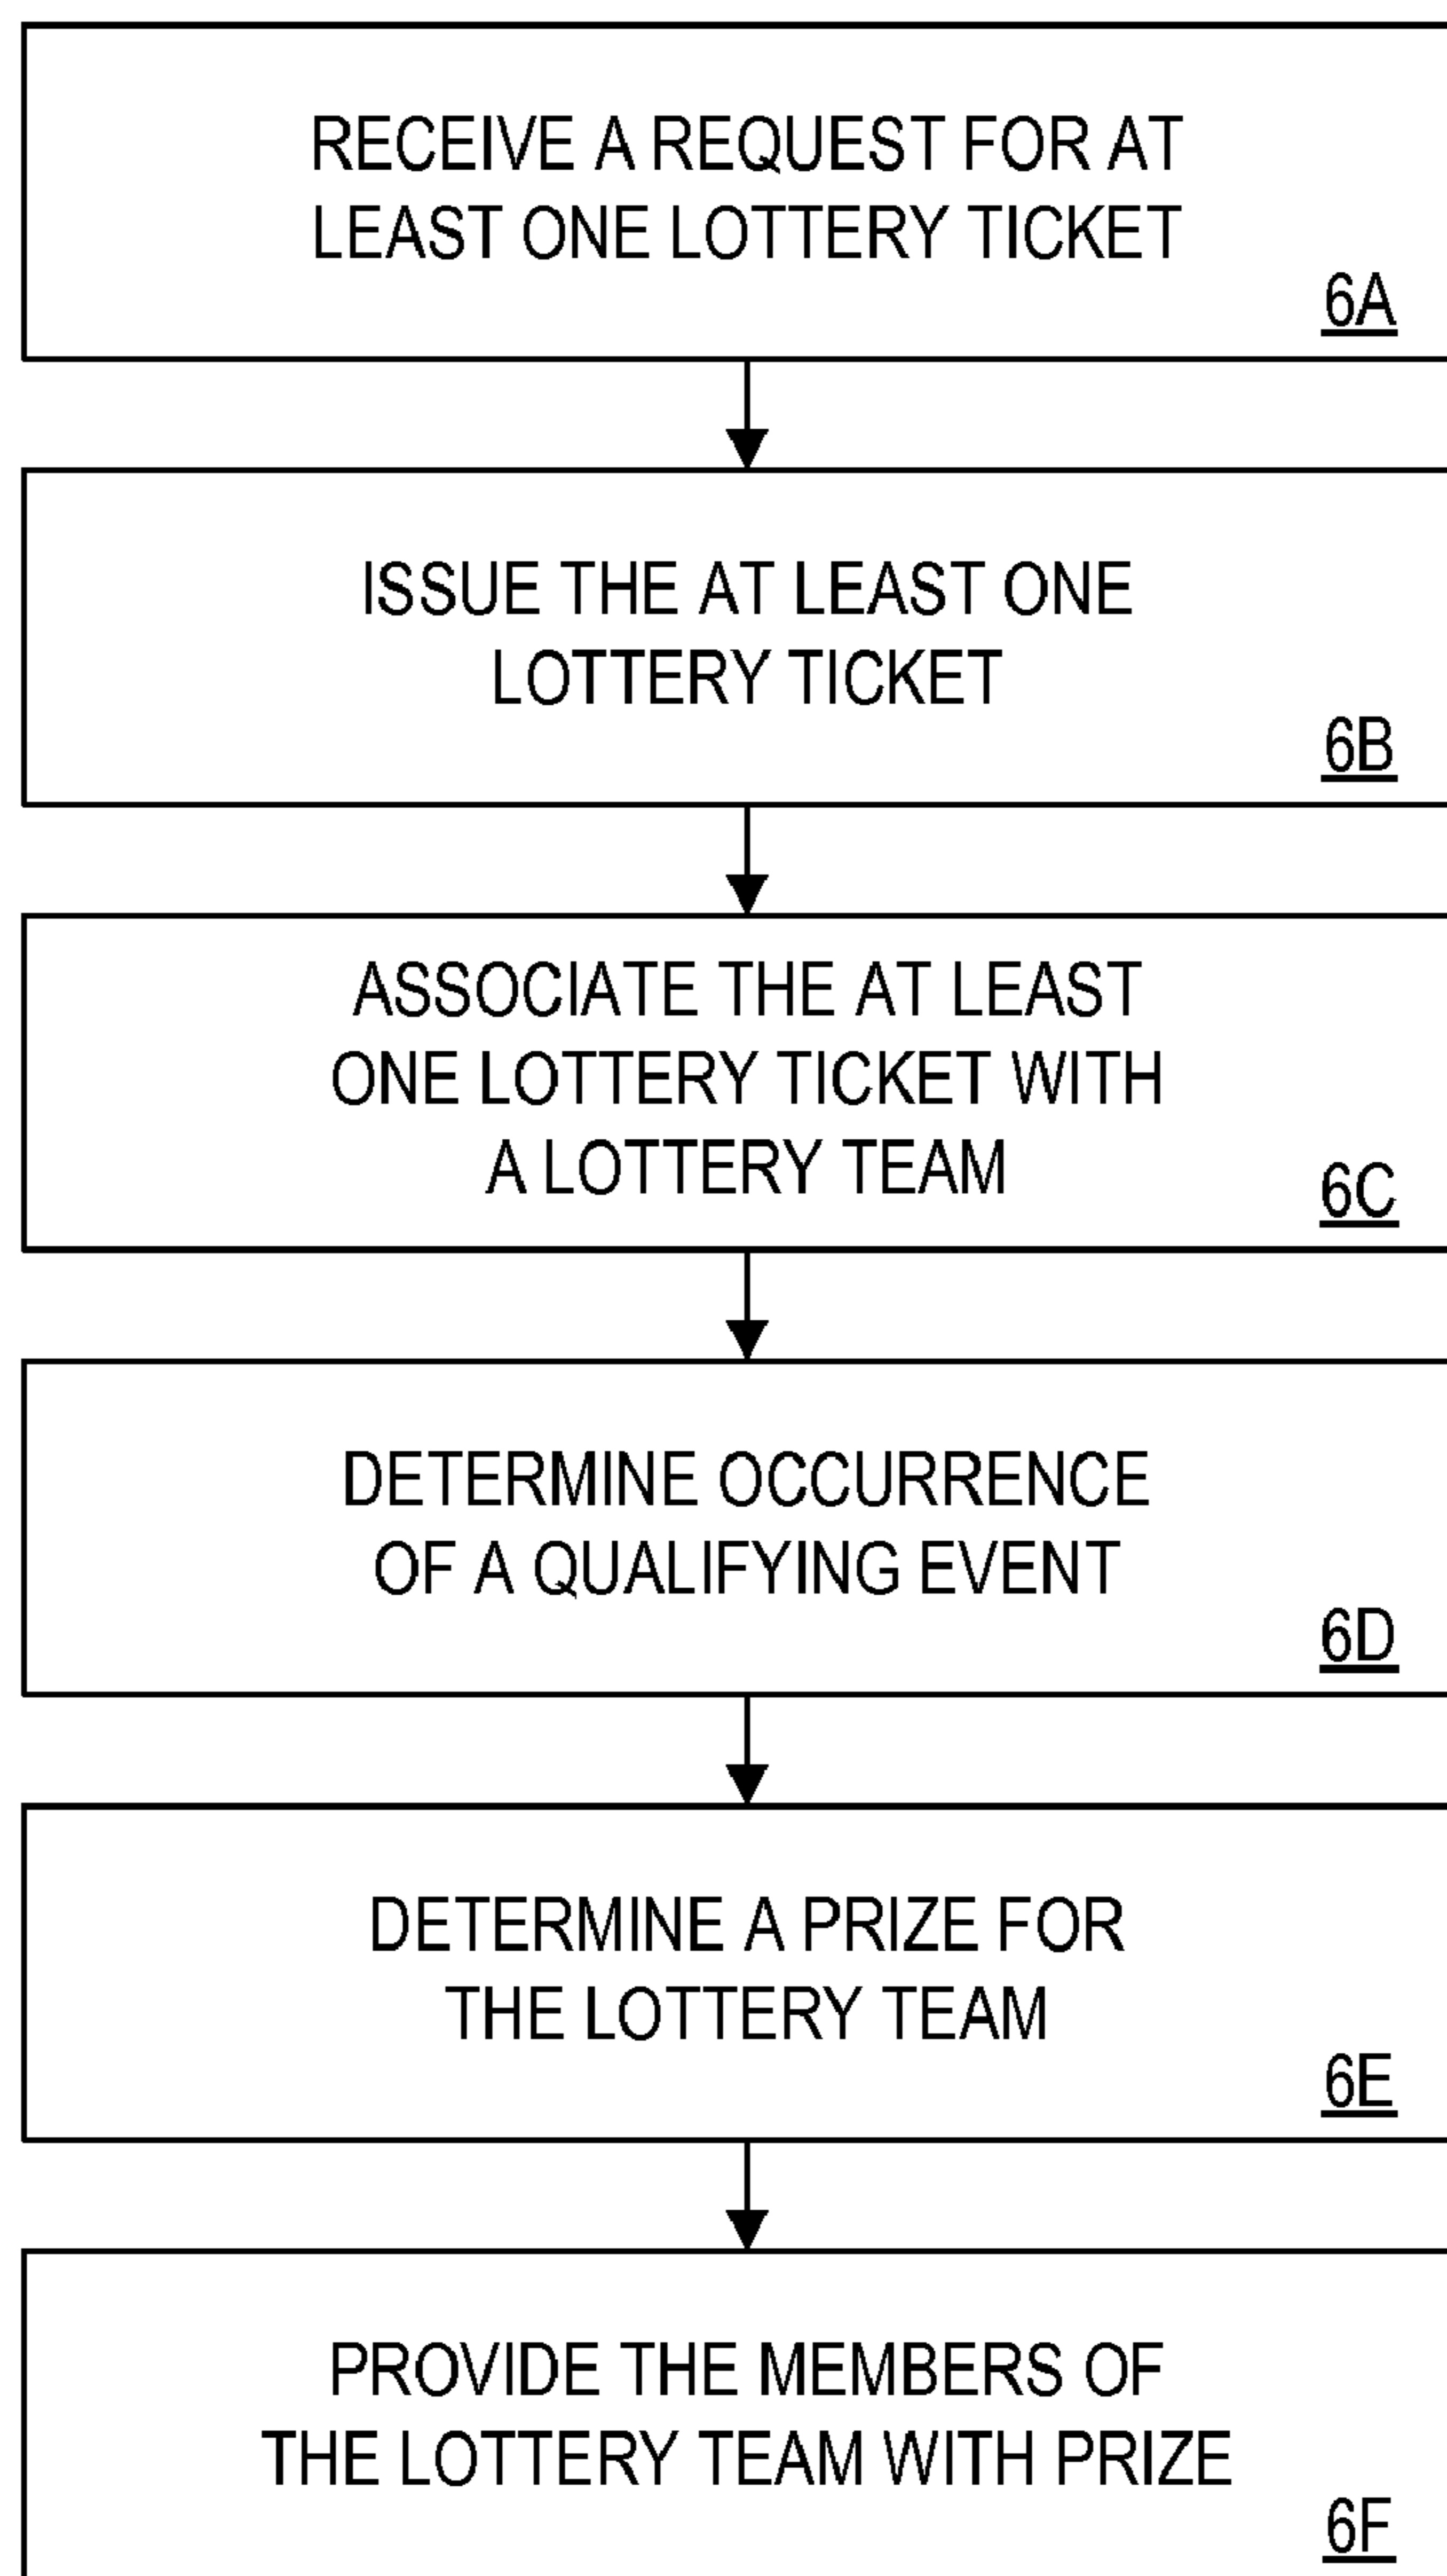 RECEIVE A REQUEST FOR AT
LEAST ONE LOTTERY TICKET
6A
ISSUE THE AT LEAST ONE
LOTTERY TICKET
6B
ASSOCIATE THE AT LEAST
ONE LOTTERY TICKET WITH
A LOTTERY TEAM
6C
DETERMINE OCCURRENCE
OF A QUALIFYING EVENT
6D
DETERMINE A PRIZE FOR
THE LOTTERY TEAM
6E
PROVIDE THE MEMBERS OF
THE LOTTERY TEAM WITH PRIZE
6F